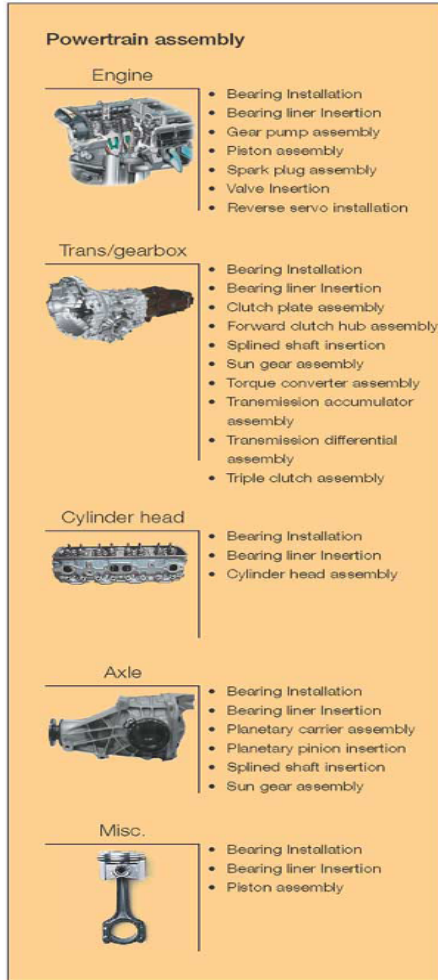 Powertrain assembly
Engine
• Bearing Installation
• Bearing liner Insertion
• Gear pump assembly
• Piston assembly
• Spark plug assembly
• Valve Insertion
• Reverse servo installation
Trans/gearbox
• Bearing Installation
• Bearing liner Insertion
• Clutch plate assembly
• Forward clutch hub assembly
• Splined shaft insertion
• Sun gear assembly
• Torque converter assembly
• Transmission accumulator
assembly
• Transmission differential
assembly
• Triple clutch assembly
Cylinder head
• Bearing Installation
• Bearing liner Insertion
• Cylinder head assembly
Axle
• Bearing Installation
• Bearing liner Insertion
• Planetary carrier assembly
• Planetary pinion insertion
• Splined shaft insertion
• Sun gear assembly
Misc.
• Bearing Installation
• Bearing liner Insertion
• Piston assembly